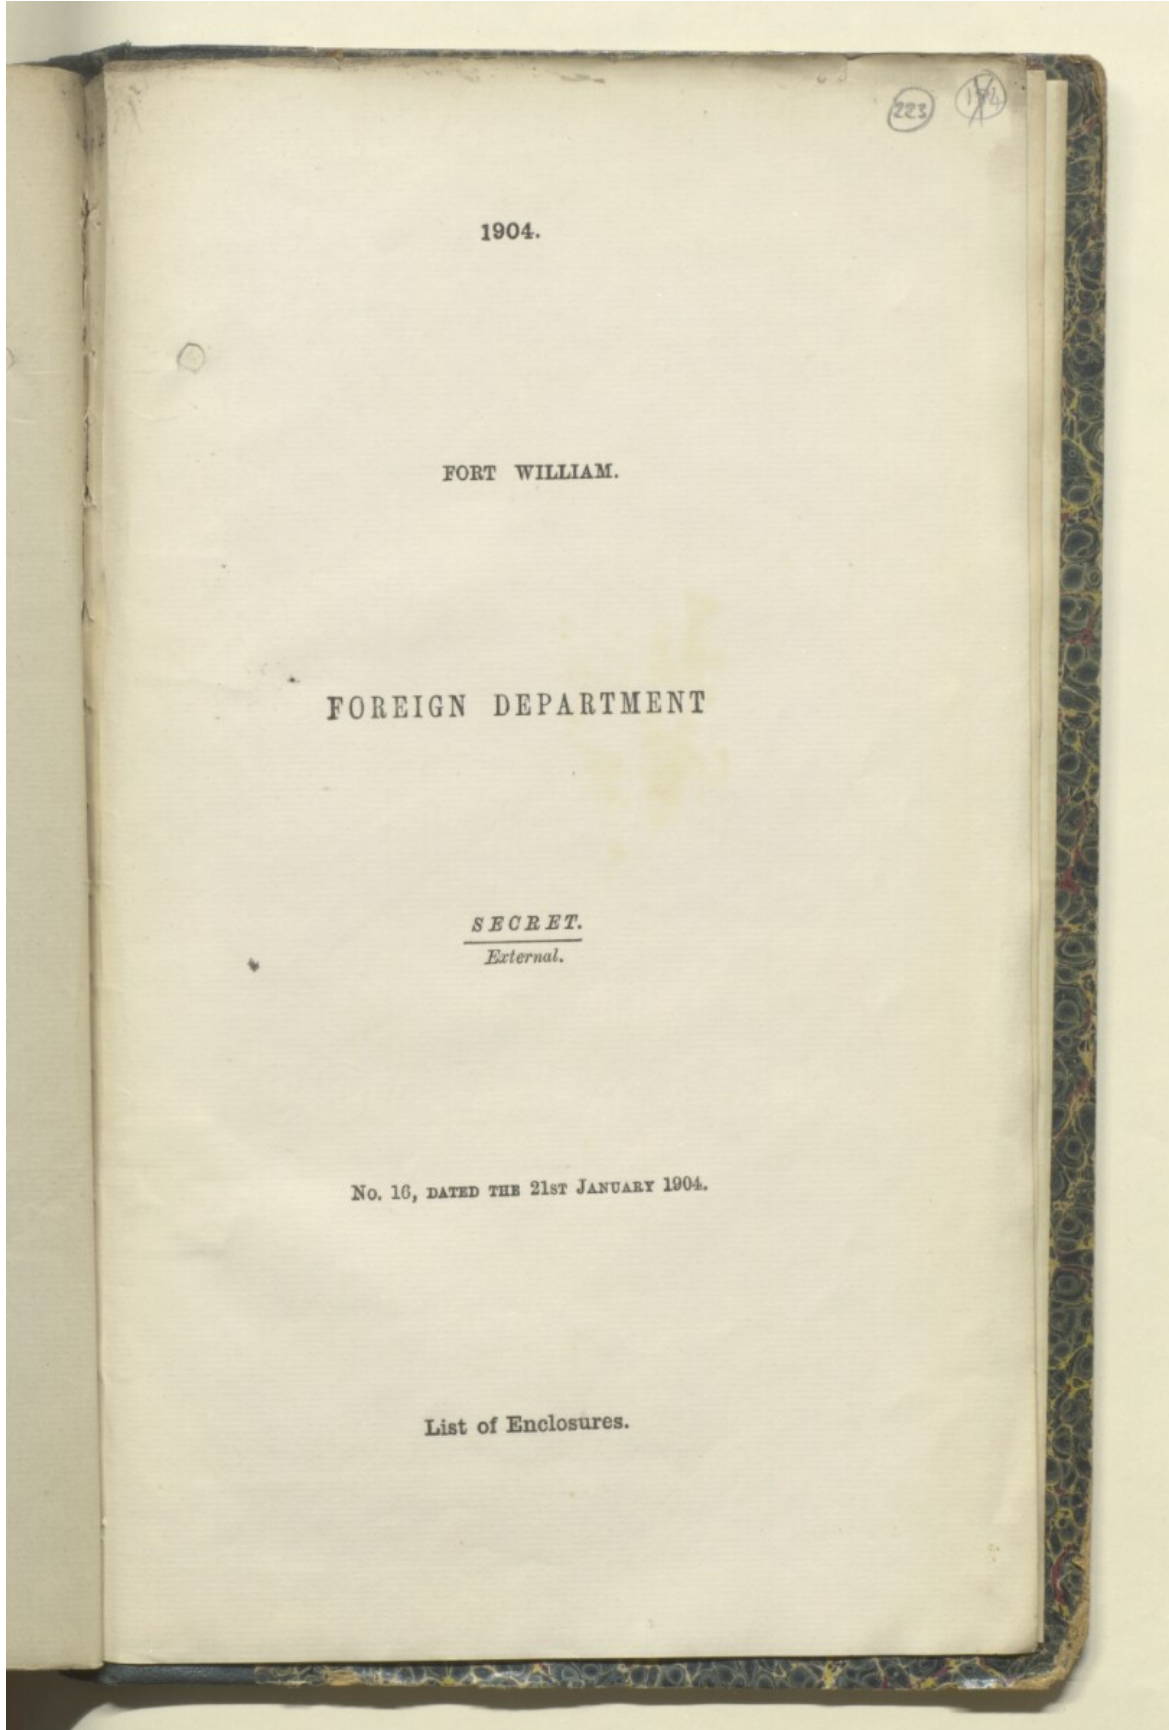 223
1904.
FORT WILLIAM.
FOREIGN DEPARTMENT
SECRET.
External.
No. 16, DATED THE 21ST JANUARY 1904.
List of Enclosures.